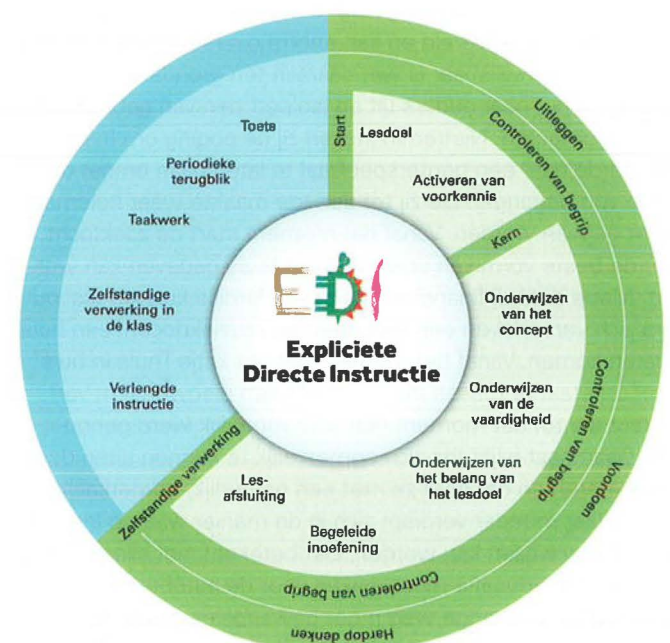 EDI
Expliciete
Directe Instructie
Start
Lesdoel
Activeren van
voorkennis
Kern
Onderwijzen
van het
concept
Onderwijzen
van de
vaardigheid
Onderwijzen van
het belang van
het lesdoel
Begeleide
inoefening
Les-
afsluiting
Zelfstandige verwerking
Verlengde
instructie
Zelfstandige
verwerking in
de klas
Taakwerk
Periodieke
terugblik
Toets
Controleren van begrip
Controleren van begrip
Controleren van begrip
Uitleggen
Voordoen
Hardop denken